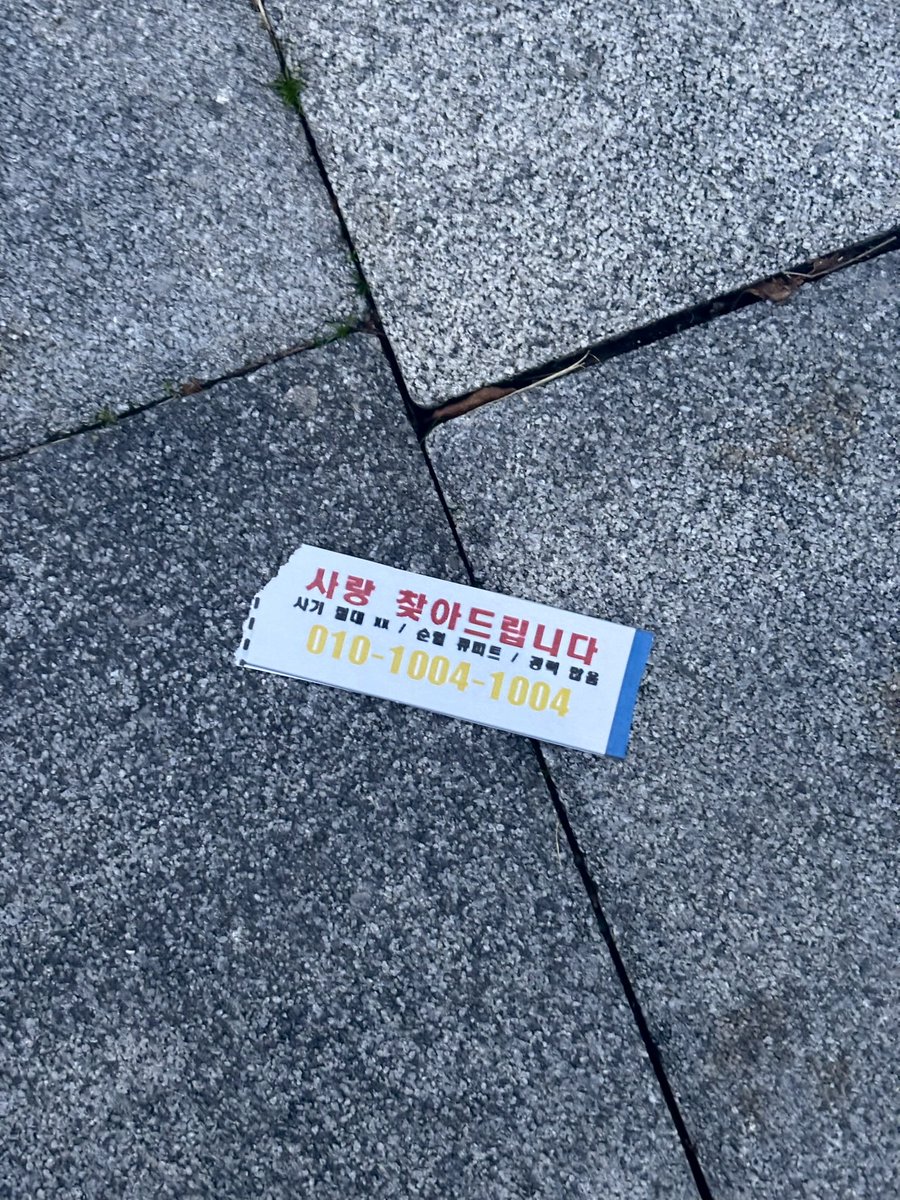 사랑 찾아드립니다
사기 절대 xx / 순혈 큐피트 / 경력 많음
010-1004-1004